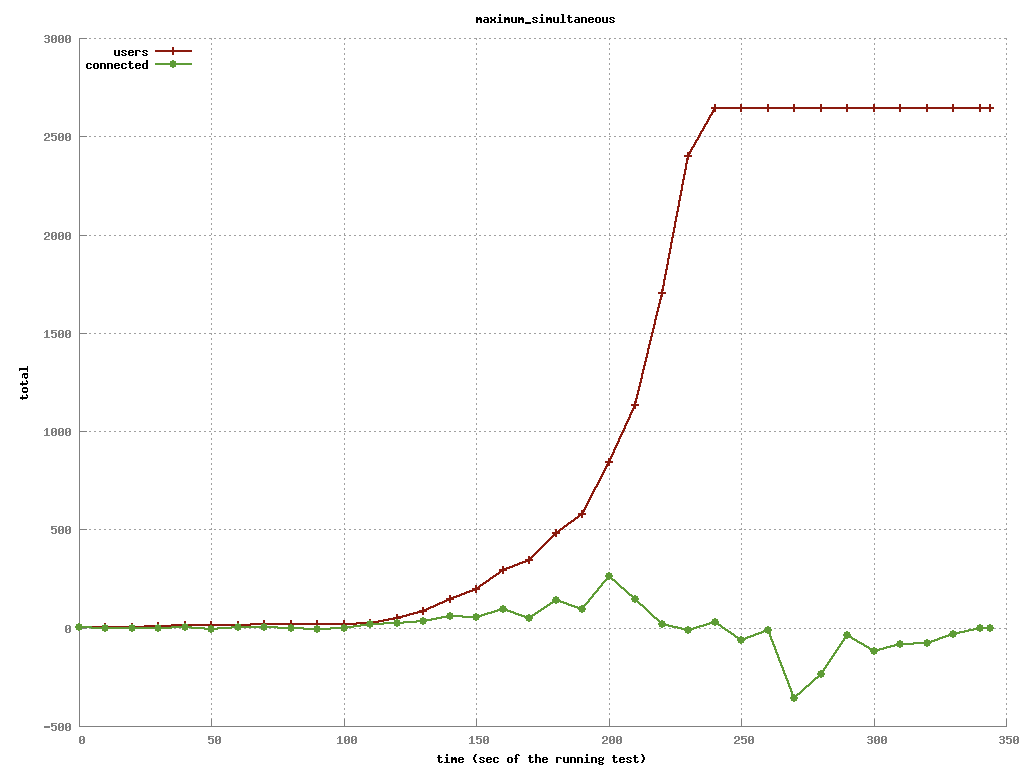 maximum_simultaneous
users
connected
3000
2500
2000
1500
1000
500
0
-500
total
0 50 100 150 200 250 300 350
time (sec of the running test)